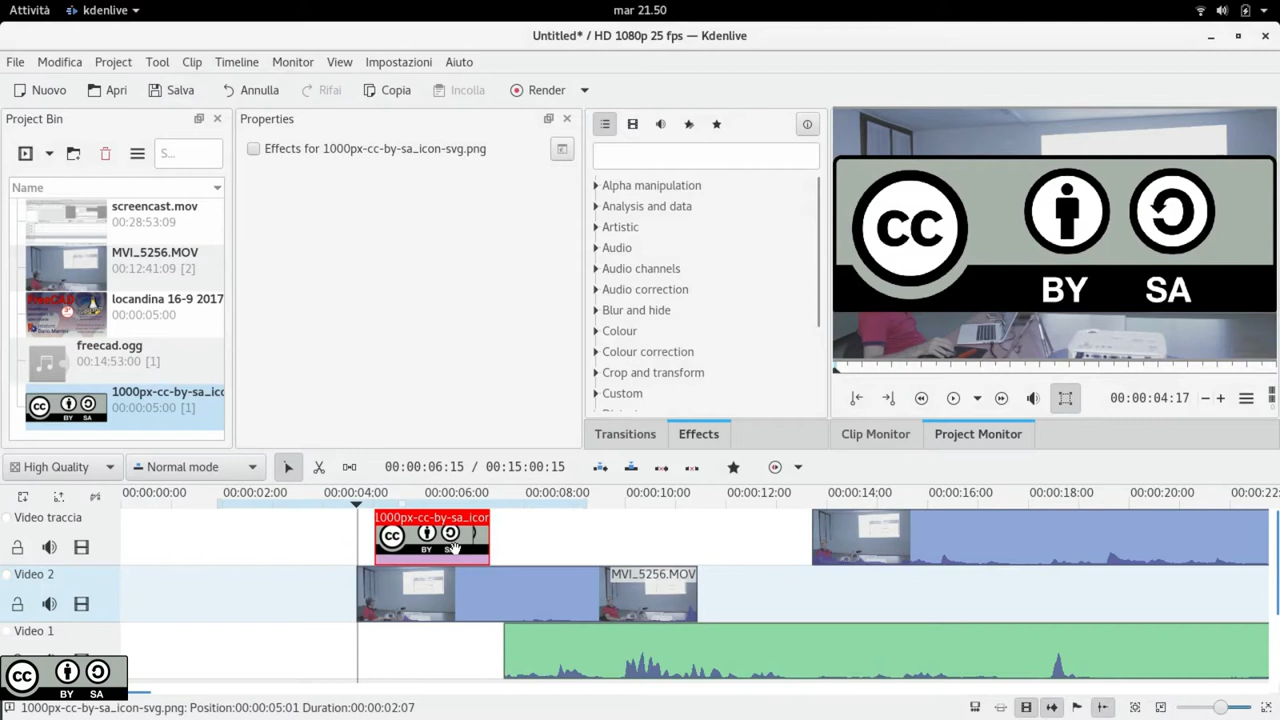 Attività kdenlive mar 21.50
Untitled* / HD 1080p 25 fps — Kdenlive
File Modifica Project Tool Clip Timeline Monitor View Impostazioni Aiuto
Nuovo Apri Salva Annulla Rifai Copia Incolla Render
Project Bin
S...
Name
screencast.mov
00:28:53:09
MVI_5256.MOV
00:12:41:09 [2]
locandina 16-9 2017
00:00:05:00
freecad.ogg
00:14:53:00 [1]
1000px-cc-by-sa_icc
00:00:05:00 [1]
Properties
Effects for 1000px-cc-by-sa_icon-svg.png
Alpha manipulation
Analysis and data
Artistic
Audio
Audio channels
Audio correction
Blur and hide
Colour
Colour correction
Crop and transform
Custom
Transitions Effects
CC
BY SA
00:00:04:17
Clip Monitor Project Monitor
High Quality Normal mode 00:00:06:15 / 00:15:00:15
00:00:00:00 00:00:02:00 00:00:04:00 00:00:06:00 00:00:08:00 00:00:10:00 00:00:12:00 00:00:14:00 00:00:16:00 00:00:18:00 00:00:20:00 00:00:22:
Video traccia
1000px-cc-by-sa_icor
CC BY SA
Video 2
MVI_5256.MOV
Video 1
CC BY SA
1000px-cc-by-sa_icon-svg.png: Position:00:00:05:01 Duration:00:00:02:07